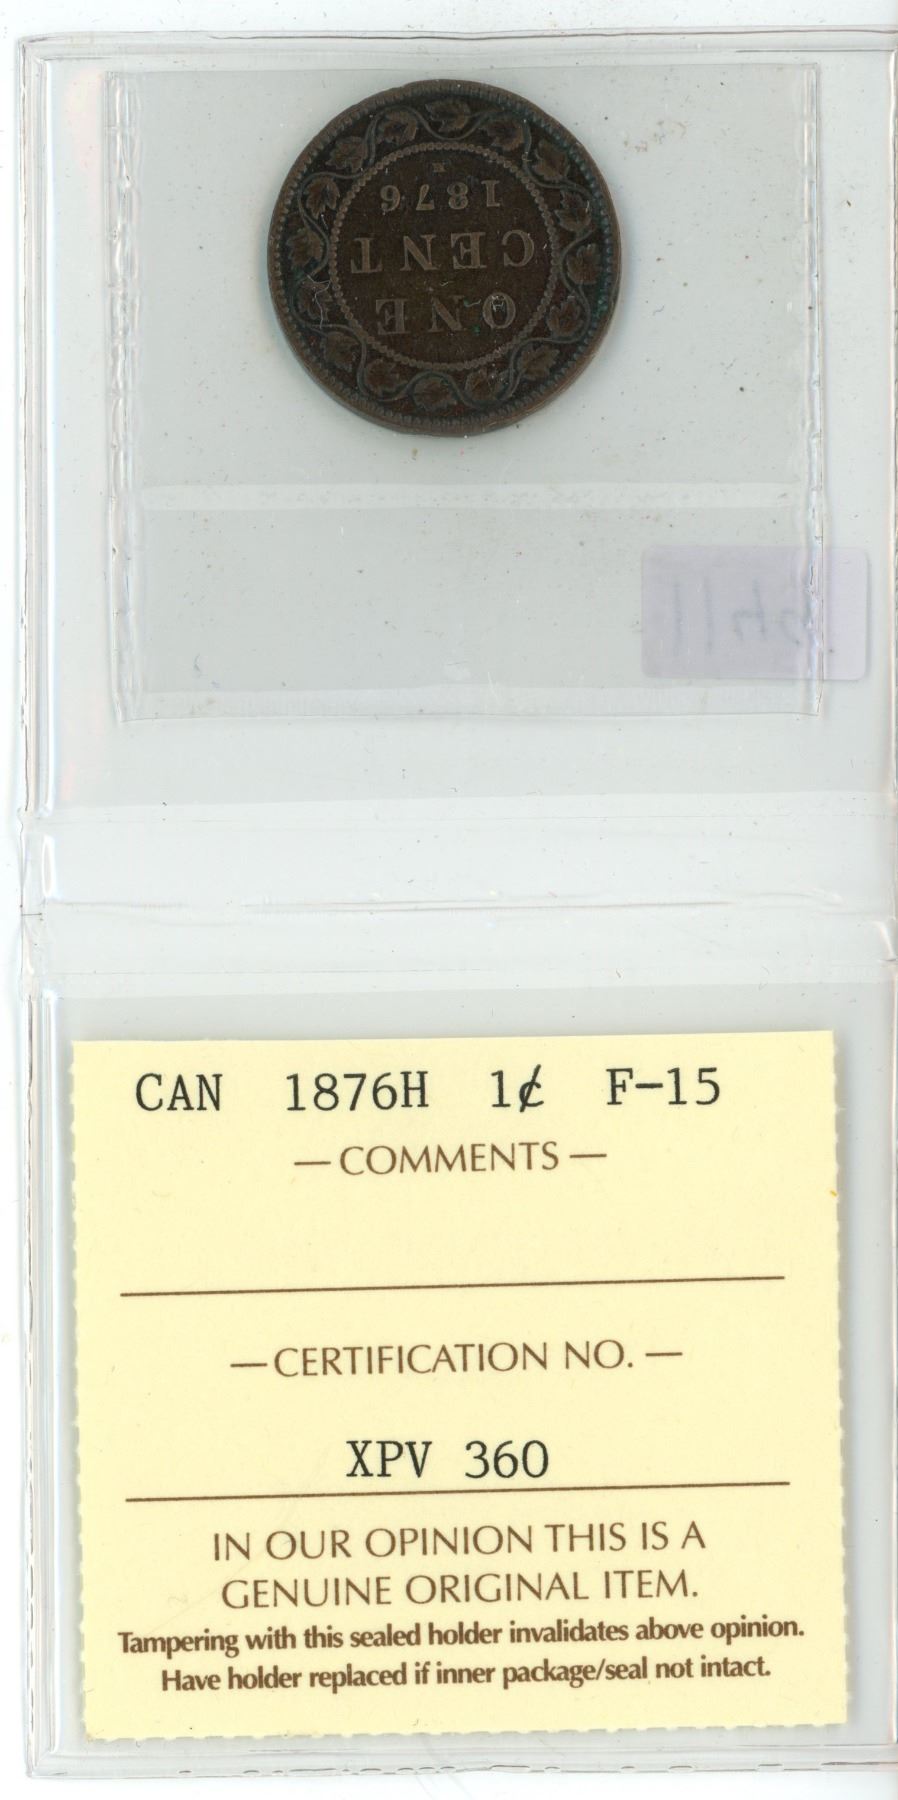 ONE
CENT
1876
H
CAN 1876H 1¢ F-15
— COMMENTS —
— CERTIFICATION NO. —
XPV 360
IN OUR OPINION THIS IS A
GENUINE ORIGINAL ITEM.
Tampering with this sealed holder invalidates above opinion.
Have holder replaced if inner package/seal not intact.